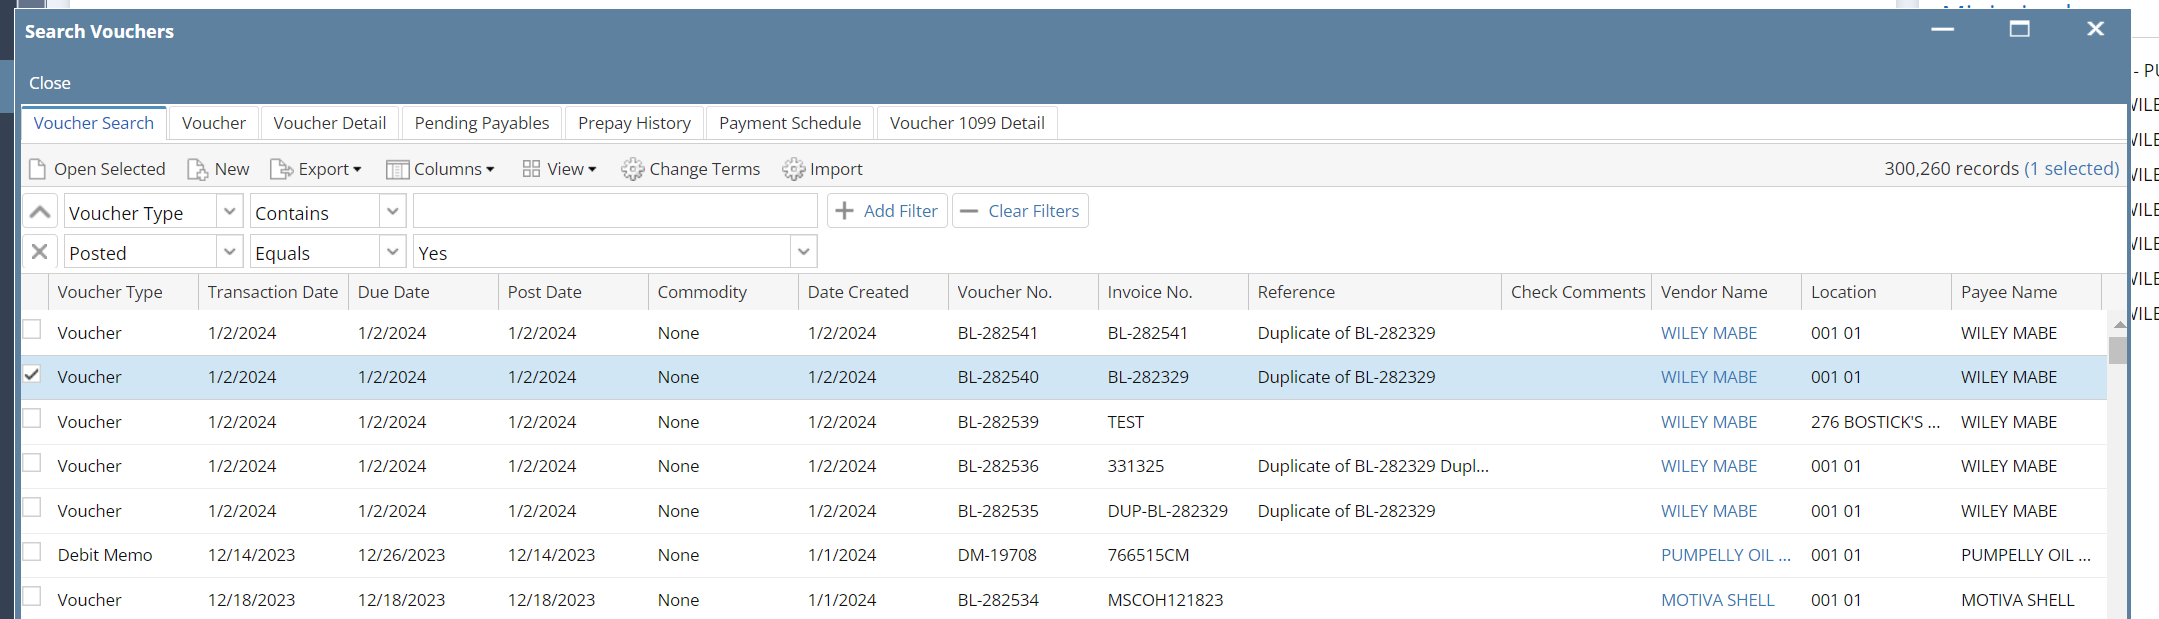 Search Vouchers
Close
Voucher Search Voucher Voucher Detail Pending Payables Prepay History Payment Schedule Voucher 1099 Detail
Open Selected New Export Columns View Change Terms Import 300,260 records (1 selected)
Voucher Type Contains Add Filter Clear Filters
Posted Equals Yes
Voucher Type Transaction Date Due Date Post Date Commodity Date Created Voucher No. Invoice No. Reference Check Comments Vendor Name Location Payee Name
Voucher 1/2/2024 1/2/2024 1/2/2024 None 1/2/2024 BL-282541 BL-282541 Duplicate of BL-282329 WILEY MABE 001 01 WILEY MABE
Voucher 1/2/2024 1/2/2024 1/2/2024 None 1/2/2024 BL-282540 BL-282329 Duplicate of BL-282329 WILEY MABE 001 01 WILEY MABE
Voucher 1/2/2024 1/2/2024 1/2/2024 None 1/2/2024 BL-282539 TEST WILEY MABE 276 BOSTICK'S ... WILEY MABE
Voucher 1/2/2024 1/2/2024 1/2/2024 None 1/2/2024 BL-282536 331325 Duplicate of BL-282329 Dupl... WILEY MABE 001 01 WILEY MABE
Voucher 1/2/2024 1/2/2024 1/2/2024 None 1/2/2024 BL-282535 DUP-BL-282329 Duplicate of BL-282329 WILEY MABE 001 01 WILEY MABE
Debit Memo 12/14/2023 12/26/2023 12/14/2023 None 1/1/2024 DM-19708 766515CM PUMPELLY OIL ... 001 01 PUMPELLY OIL ...
Voucher 12/18/2023 12/18/2023 12/18/2023 None 1/1/2024 BL-282534 MSCOH121823 MOTIVA SHELL 001 01 MOTIVA SHELL